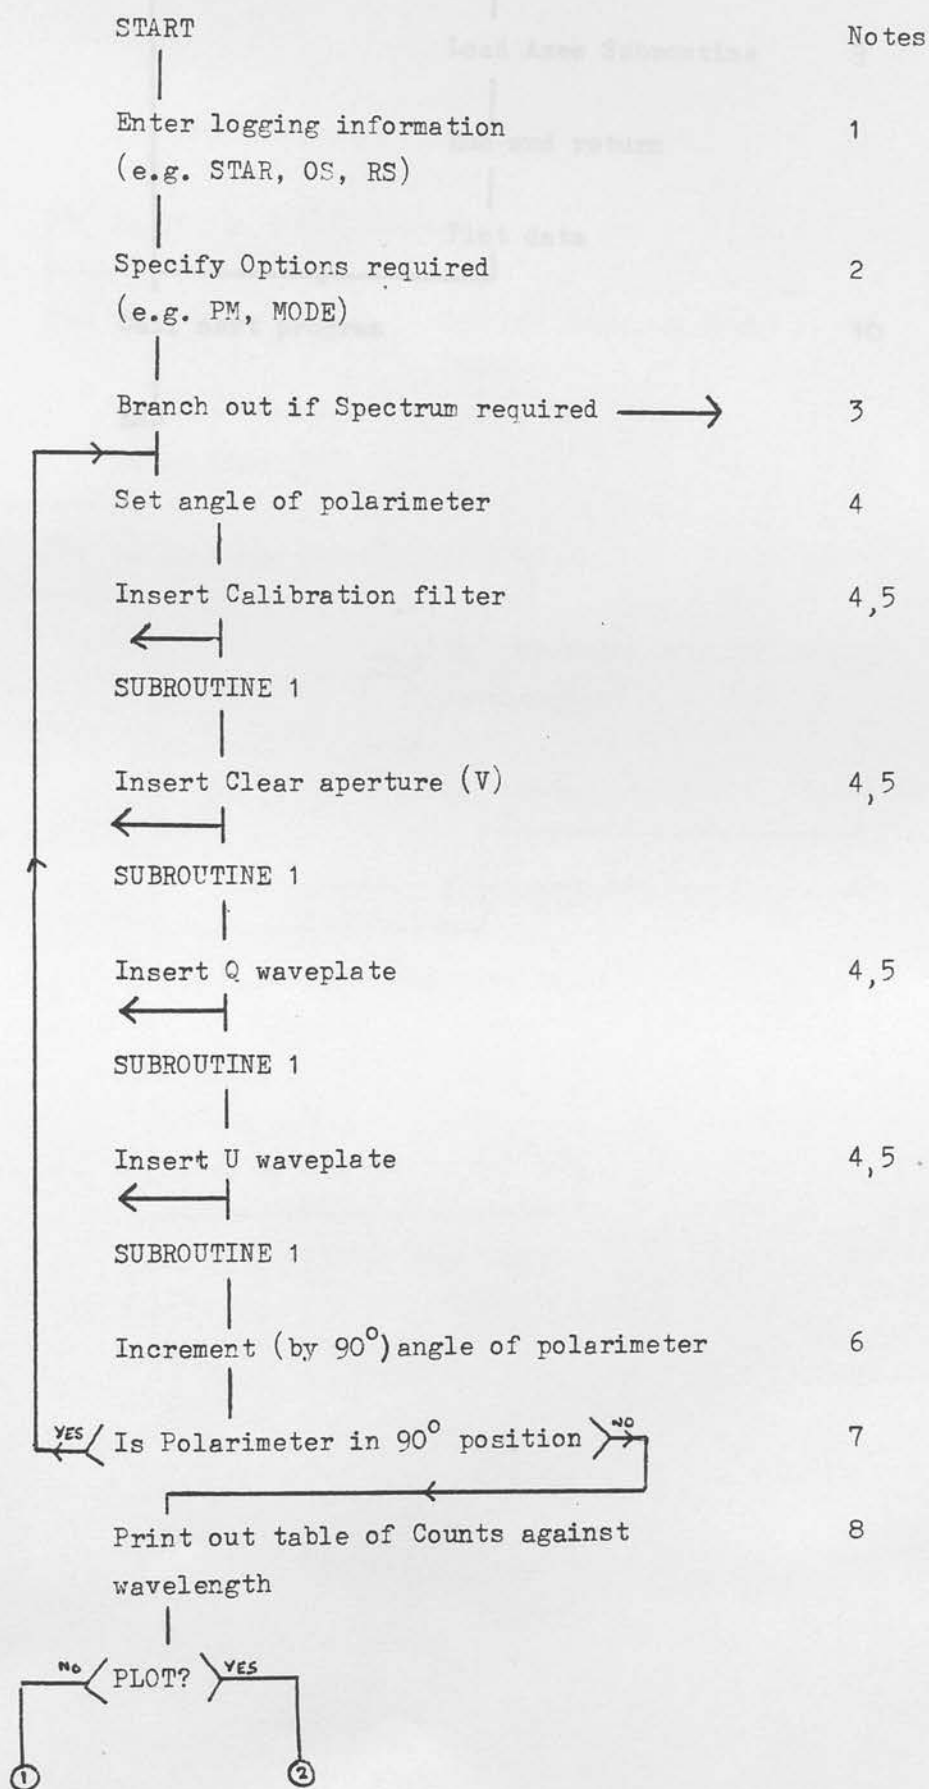 START Notes
Enter logging information 1
(e.g. STAR, OS, RS)
Specify Options required 2
(e.g. PM, MODE)
Branch out if Spectrum required 3
Set angle of polarimeter 4
Insert Calibration filter 4,5
SUBROUTINE 1
Insert Clear aperture (V) 4,5
SUBROUTINE 1
Insert Q waveplate 4,5
SUBROUTINE 1
Insert U waveplate 4,5
SUBROUTINE 1
Increment (by 90°) angle of polarimeter 6
YES Is Polarimeter in 90° position NO 7
Print out table of Counts against 8
wavelength
NO PLOT? YES
1 2